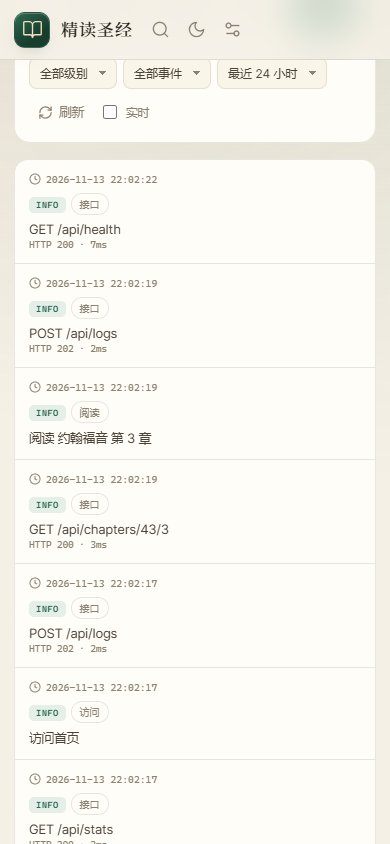 精读圣经
全部级别 全部事件 最近 24 小时
刷新 实时
2026-11-13 22:02:22
INFO 接口
GET /api/health
HTTP 200 · 7ms
2026-11-13 22:02:19
INFO 接口
POST /api/logs
HTTP 202 · 2ms
2026-11-13 22:02:19
INFO 阅读
阅读 约翰福音 第 3 章
2026-11-13 22:02:19
INFO 接口
GET /api/chapters/43/3
HTTP 200 · 3ms
2026-11-13 22:02:17
INFO 接口
POST /api/logs
HTTP 202 · 2ms
2026-11-13 22:02:17
INFO 访问
访问首页
2026-11-13 22:02:17
INFO 接口
GET /api/stats
HTTP 200 · 2ms